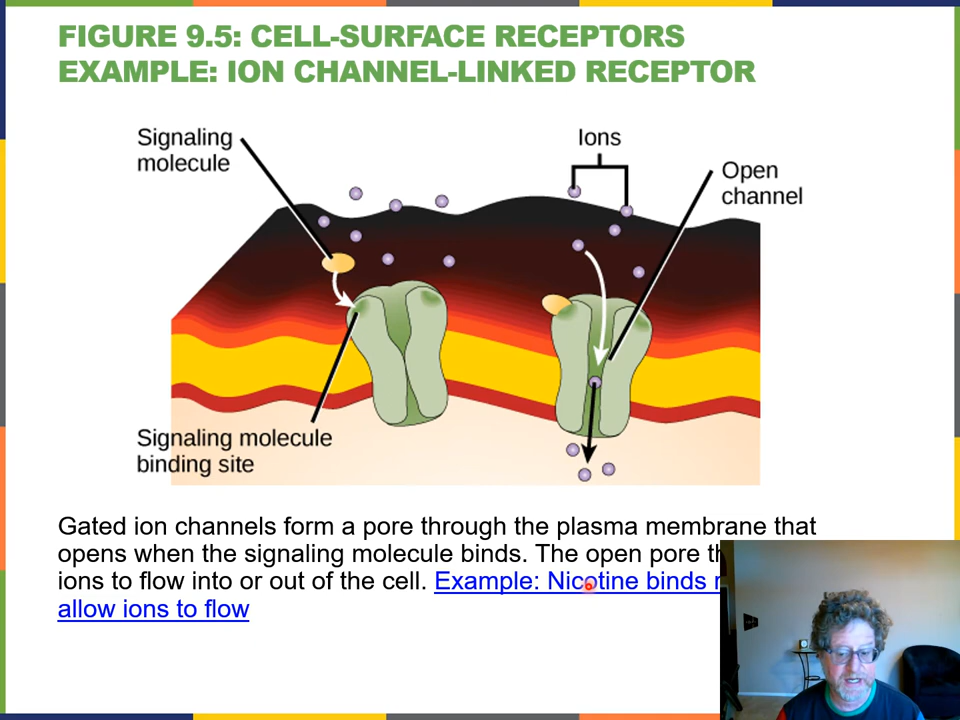 FIGURE 9.5: CELL-SURFACE RECEPTORS
EXAMPLE: ION CHANNEL-LINKED RECEPTOR
Signaling
molecule
Ions
Open
channel
Signaling molecule
binding site
Gated ion channels form a pore through the plasma membrane that
opens when the signaling molecule binds. The open pore
ions to flow into or out of the cell. Example: Nicotine binds
allow ions to flow